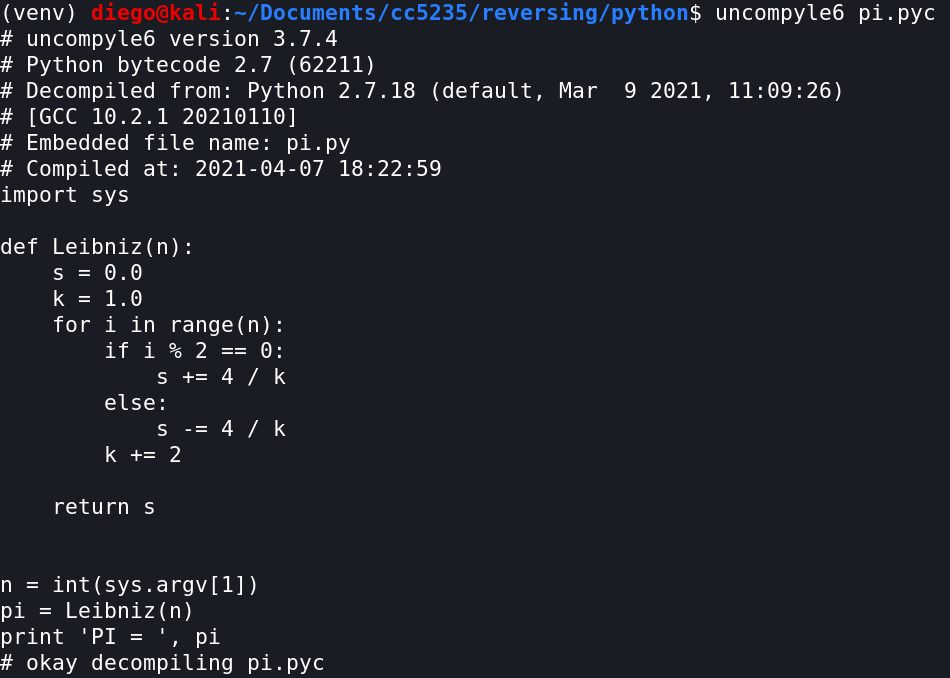 (venv) diego@kali:~/Documents/cc5235/reversing/python$ uncompyle6 pi.pyc
# uncompyle6 version 3.7.4
# Python bytecode 2.7 (62211)
# Decompiled from: Python 2.7.18 (default, Mar  9 2021, 11:09:26)
# [GCC 10.2.1 20210110]
# Embedded file name: pi.py
# Compiled at: 2021-04-07 18:22:59
import sys

def Leibniz(n):
    s = 0.0
    k = 1.0
    for i in range(n):
        if i % 2 == 0:
            s += 4 / k
        else:
            s -= 4 / k
        k += 2

    return s


n = int(sys.argv[1])
pi = Leibniz(n)
print 'PI = ', pi
# okay decompiling pi.pyc